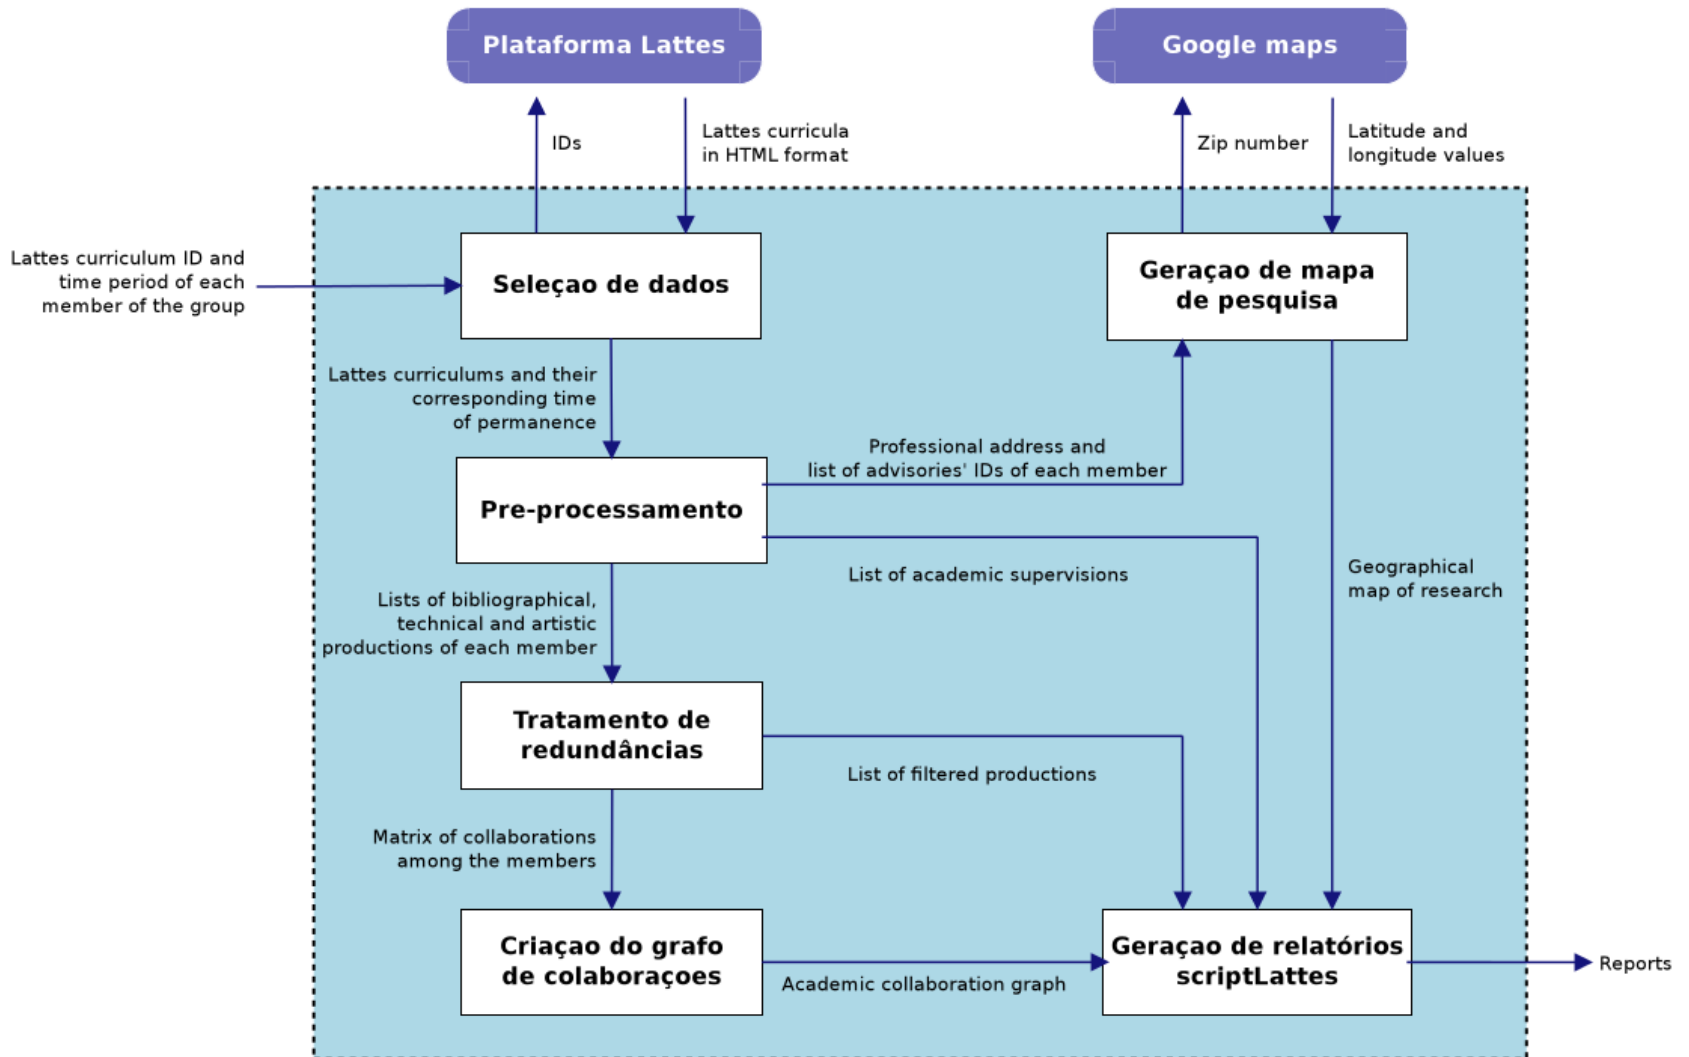 Plataforma Lattes
Google maps
IDs
Lattes curricula
in HTML format
Zip number
Latitude and
longitude values
Lattes curriculum ID and
time period of each
member of the group
Seleçao de dados
Geraçao de mapa
de pesquisa
Lattes curriculums and their
corresponding time
of permanence
Professional address and
list of advisories' IDs of each member
Pre-processamento
List of academic supervisions
Geographical
map of research
Lists of bibliographical,
technical and artistic
productions of each member
Tratamento de
redundâncias
List of filtered productions
Matrix of collaborations
among the members
Criaçao do grafo
de colaboraçoes
Academic collaboration graph
Geraçao de relatórios
scriptLattes
Reports